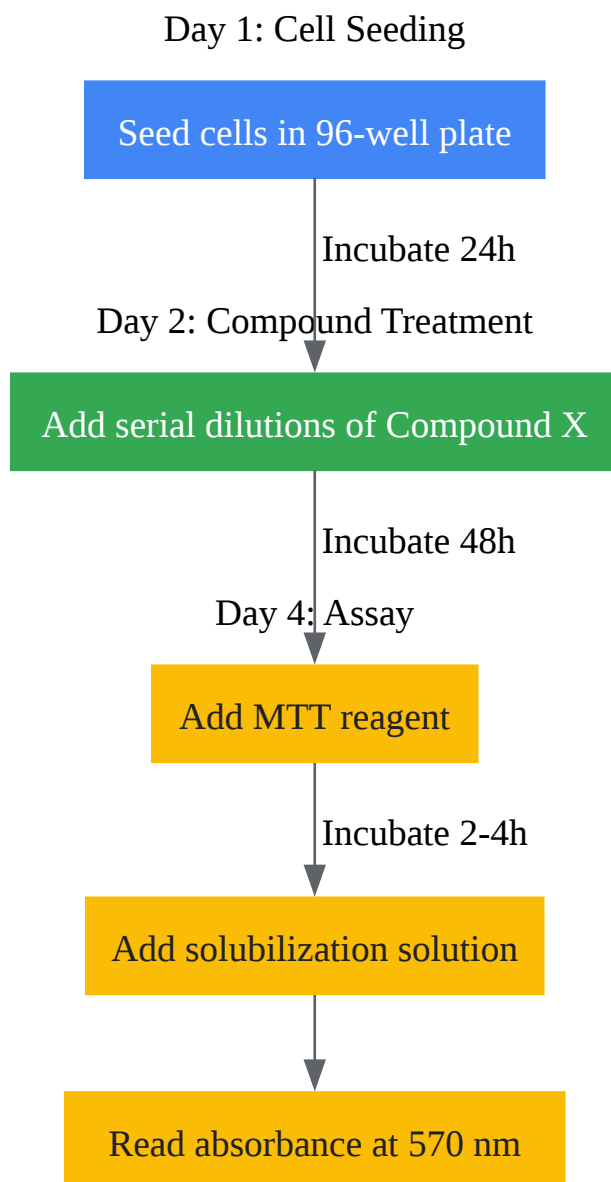 Day 1: Cell Seeding
Seed cells in 96-well plate
Incubate 24h
Day 2: Compound Treatment
Add serial dilutions of Compound X
Incubate 48h
Day 4: Assay
Add MTT reagent
Incubate 2-4h
Add solubilization solution
Read absorbance at 570 nm